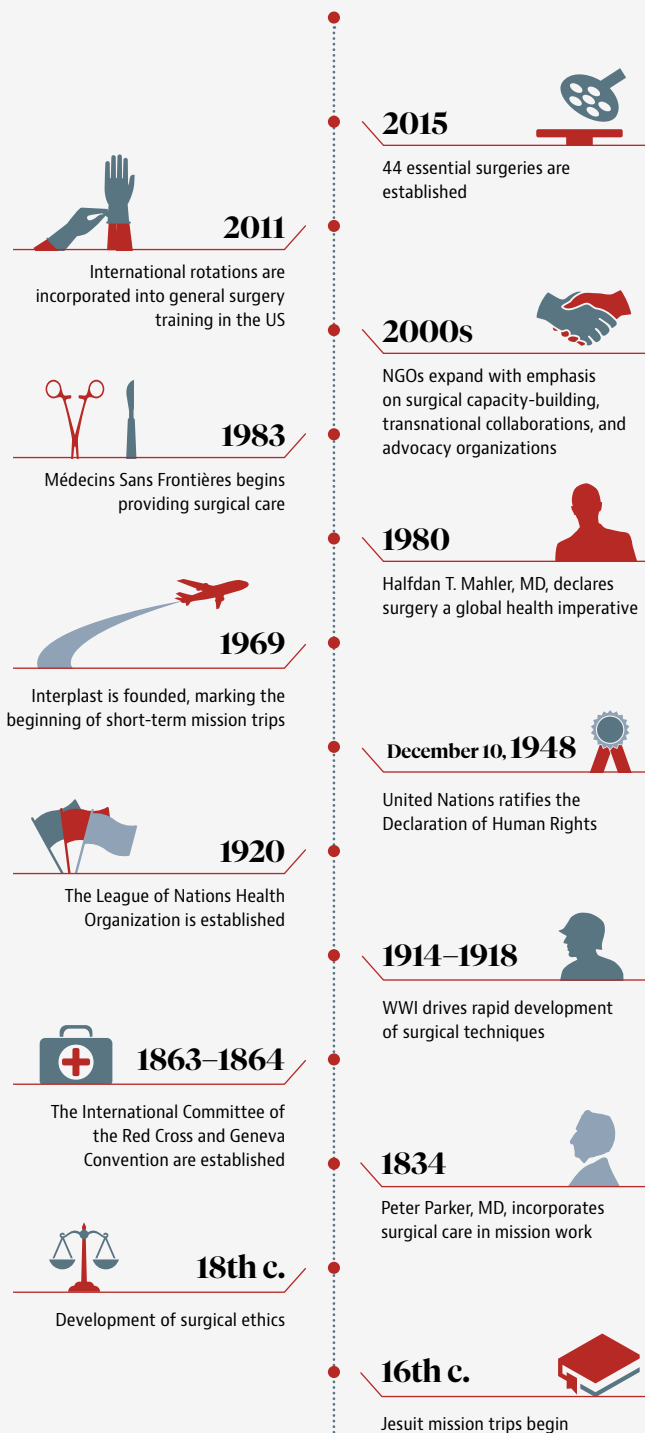 2015
44 essential surgeries are
established
2011
International rotations are
incorporated into general surgery
training in the US
2000s
NGOs expand with emphasis
on surgical capacity-building,
transnational collaborations, and
advocacy organizations
1983
Médecins Sans Frontières begins
providing surgical care
1980
Halfdan T. Mahler, MD, declares
surgery a global health imperative
1969
Interplast is founded, marking the
beginning of short-term mission trips
December 10, 1948
United Nations ratifies the
Declaration of Human Rights
1920
The League of Nations Health
Organization is established
1914–1918
WWI drives rapid development
of surgical techniques
1863–1864
The International Committee of
the Red Cross and Geneva
Convention are established
1834
Peter Parker, MD, incorporates
surgical care in mission work
18th c.
Development of surgical ethics
16th c.
Jesuit mission trips begin